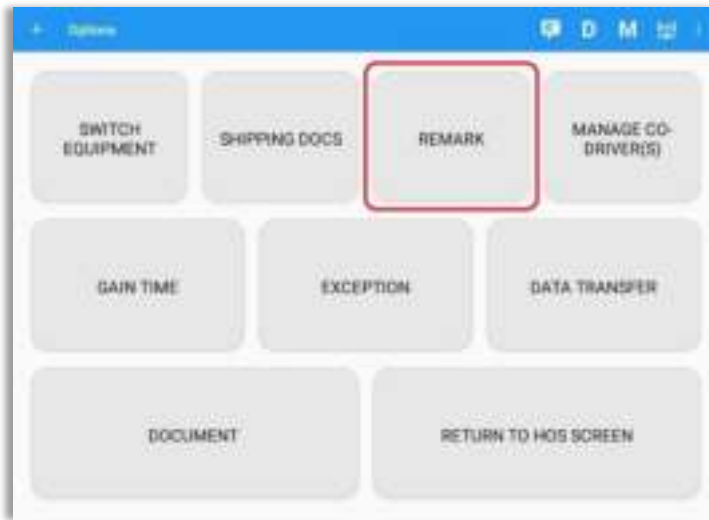 Options
D M
SWITCH
EQUIPMENT
SHIPPING DOCS
REMARK
MANAGE CO-
DRIVER(S)
GAIN TIME
EXCEPTION
DATA TRANSFER
DOCUMENT
RETURN TO HOS SCREEN